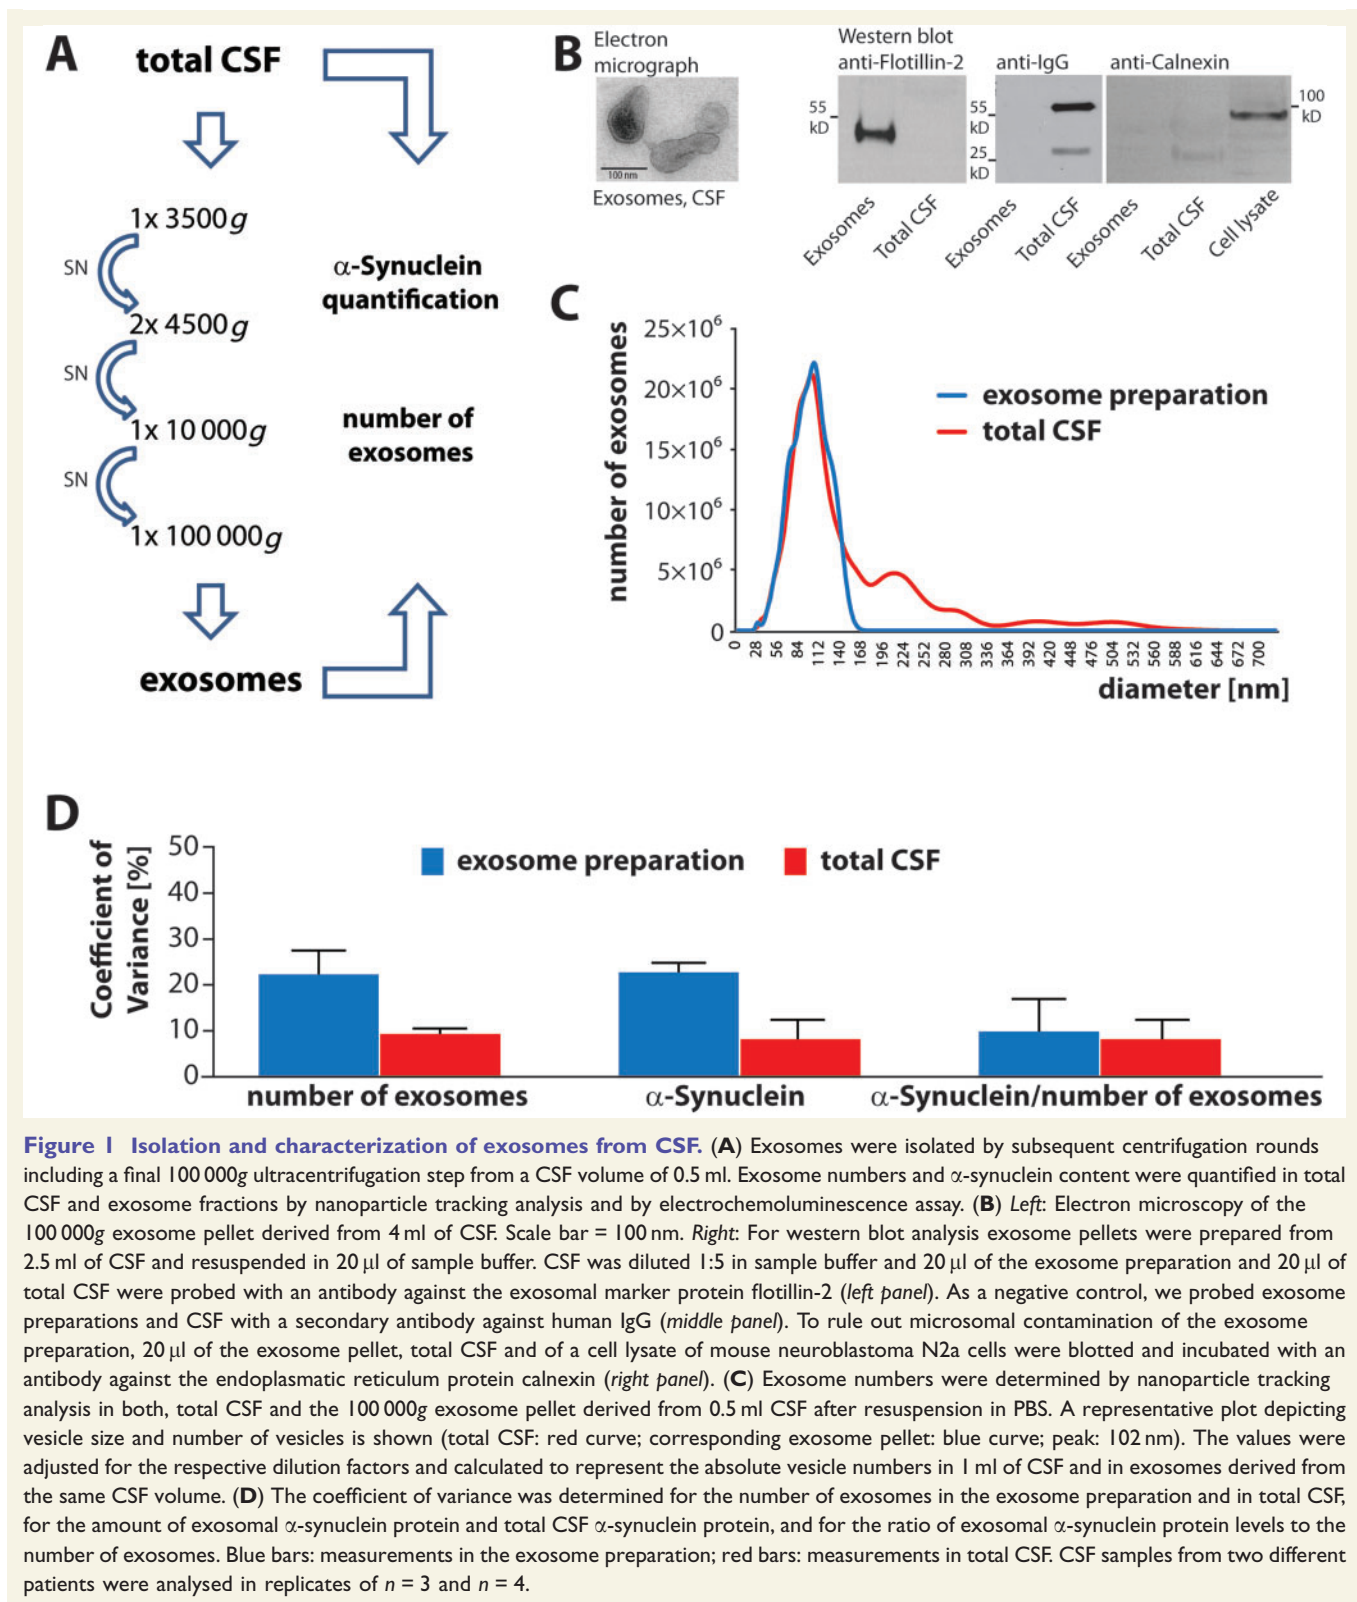 A
total CSF
1x 3500g
SN
2x 4500g
SN
1x 10 000g
SN
1x 100 000g
exosomes
α-Synuclein
quantification
number of
exosomes
B
Electron
micrograph
100 nm
Exosomes, CSF
Western blot
anti-Flotillin-2
anti-IgG
anti-Calnexin
55
kD
55
kD
25
kD
100
kD
Exosomes
Total CSF
Exosomes
Total CSF
Exosomes
Total CSF
Cell lysate
C
number of exosomes
25×10⁶
20×10⁶
15×10⁶
10×10⁶
5×10⁶
0
exosome preparation
total CSF
0 28 56 84 112 140 168 196 224 252 280 308 336 364 392 420 448 476 504 532 560 588 616 644 672 700
diameter [nm]
D
Coefficient of
Variance [%]
50
40
30
20
10
0
exosome preparation
total CSF
number of exosomes
α-Synuclein
α-Synuclein/number of exosomes
Figure 1 Isolation and characterization of exosomes from CSF. (A) Exosomes were isolated by subsequent centrifugation rounds
including a final 100 000g ultracentrifugation step from a CSF volume of 0.5 ml. Exosome numbers and α-synuclein content were quantified in total
CSF and exosome fractions by nanoparticle tracking analysis and by electrochemoluminescence assay. (B) Left: Electron microscopy of the
100 000g exosome pellet derived from 4 ml of CSF. Scale bar = 100 nm. Right: For western blot analysis exosome pellets were prepared from
2.5 ml of CSF and resuspended in 20 μl of sample buffer. CSF was diluted 1:5 in sample buffer and 20 μl of the exosome preparation and 20 μl of
total CSF were probed with an antibody against the exosomal marker protein flotillin-2 (left panel). As a negative control, we probed exosome
preparations and CSF with a secondary antibody against human IgG (middle panel). To rule out microsomal contamination of the exosome
preparation, 20 μl of the exosome pellet, total CSF and of a cell lysate of mouse neuroblastoma N2a cells were blotted and incubated with an
antibody against the endoplasmatic reticulum protein calnexin (right panel). (C) Exosome numbers were determined by nanoparticle tracking
analysis in both, total CSF and the 100 000g exosome pellet derived from 0.5 ml CSF after resuspension in PBS. A representative plot depicting
vesicle size and number of vesicles is shown (total CSF: red curve; corresponding exosome pellet: blue curve; peak: 102 nm). The values were
adjusted for the respective dilution factors and calculated to represent the absolute vesicle numbers in 1 ml of CSF and in exosomes derived from
the same CSF volume. (D) The coefficient of variance was determined for the number of exosomes in the exosome preparation and in total CSF,
for the amount of exosomal α-synuclein protein and total CSF α-synuclein protein, and for the ratio of exosomal α-synuclein protein levels to the
number of exosomes. Blue bars: measurements in the exosome preparation; red bars: measurements in total CSF. CSF samples from two different
patients were analysed in replicates of n = 3 and n = 4.